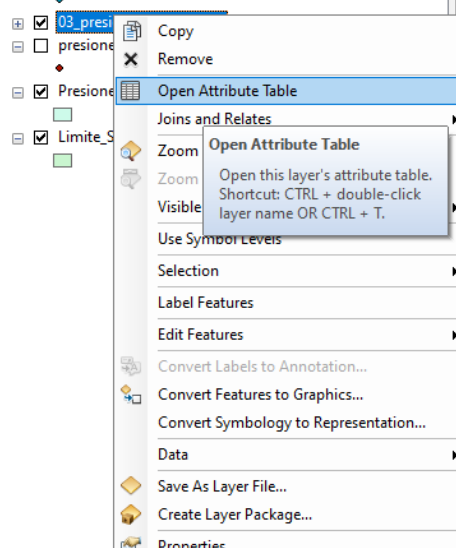 03_presi
presione
Presione
Limite_S
Copy
Remove
Open Attribute Table
Joins and Relates
Zoom
Zoom
Visible
Open Attribute Table
Open this layer's attribute table.
Shortcut: CTRL + double-click
layer name OR CTRL + T.
Use Symbol Levels
Selection
Label Features
Edit Features
Convert Labels to Annotation...
Convert Features to Graphics...
Convert Symbology to Representation...
Data
Save As Layer File...
Create Layer Package...
Properties